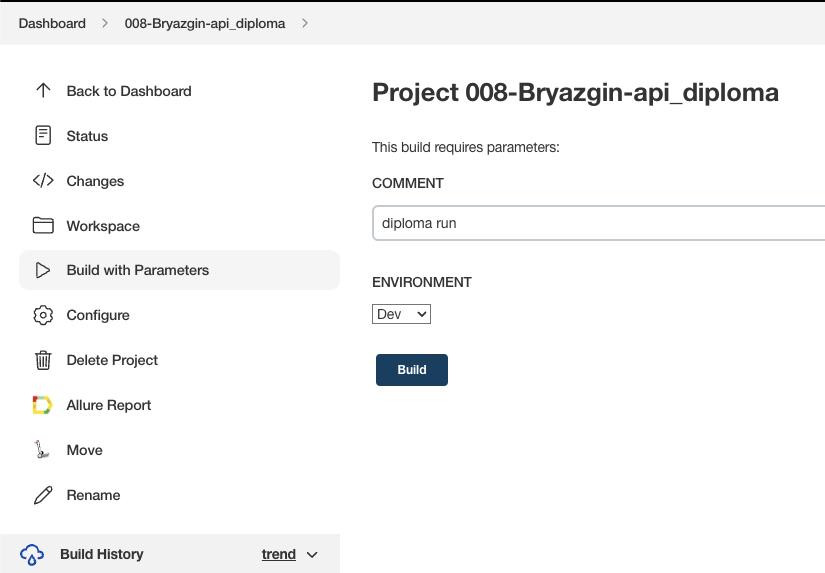 Dashboard
008-Bryazgin-api_diploma
Back to Dashboard
Status
Changes
Workspace
Build with Parameters
Configure
Delete Project
Allure Report
Move
Rename
Build History
trend
Project 008-Bryazgin-api_diploma
This build requires parameters:
COMMENT
diploma run
ENVIRONMENT
Dev
Build